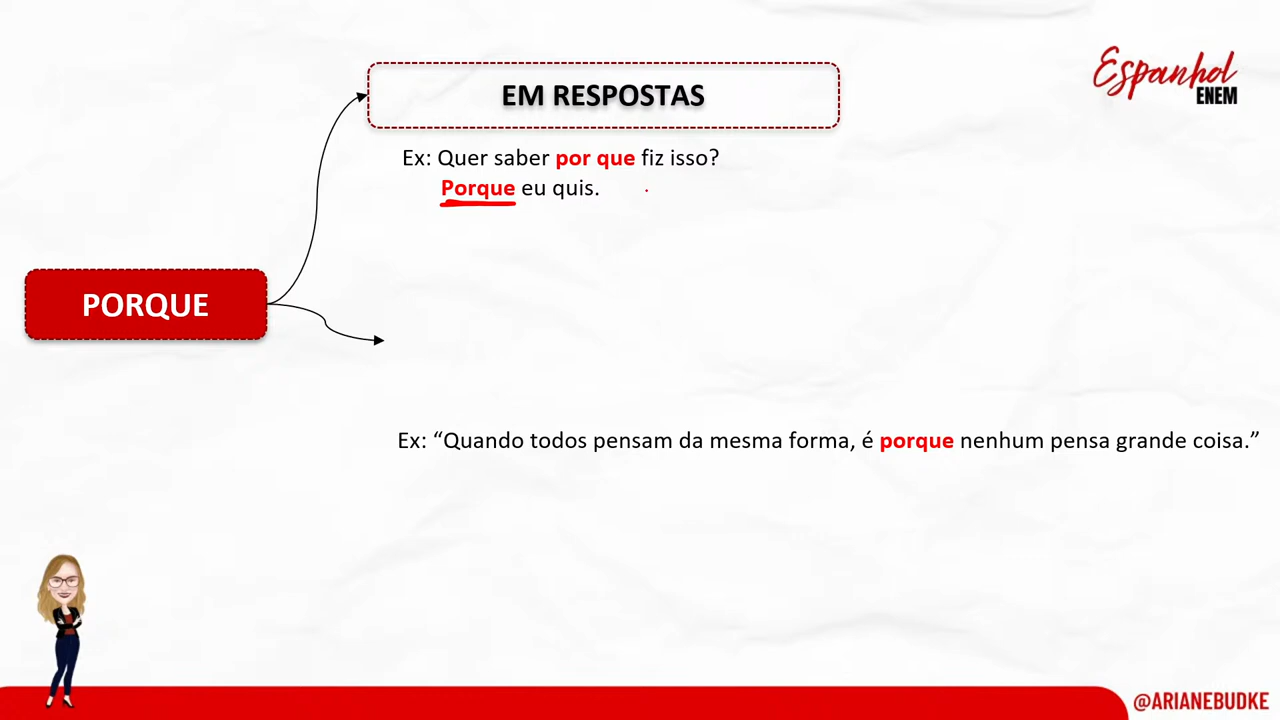 EM RESPOSTAS
Español ENEM
Ex: Quer saber por que fiz isso?
Porque eu quis.
PORQUE
Ex: “Quando todos pensam da mesma forma, é porque nenhum pensa grande coisa.”
@ARIANEBUDKE